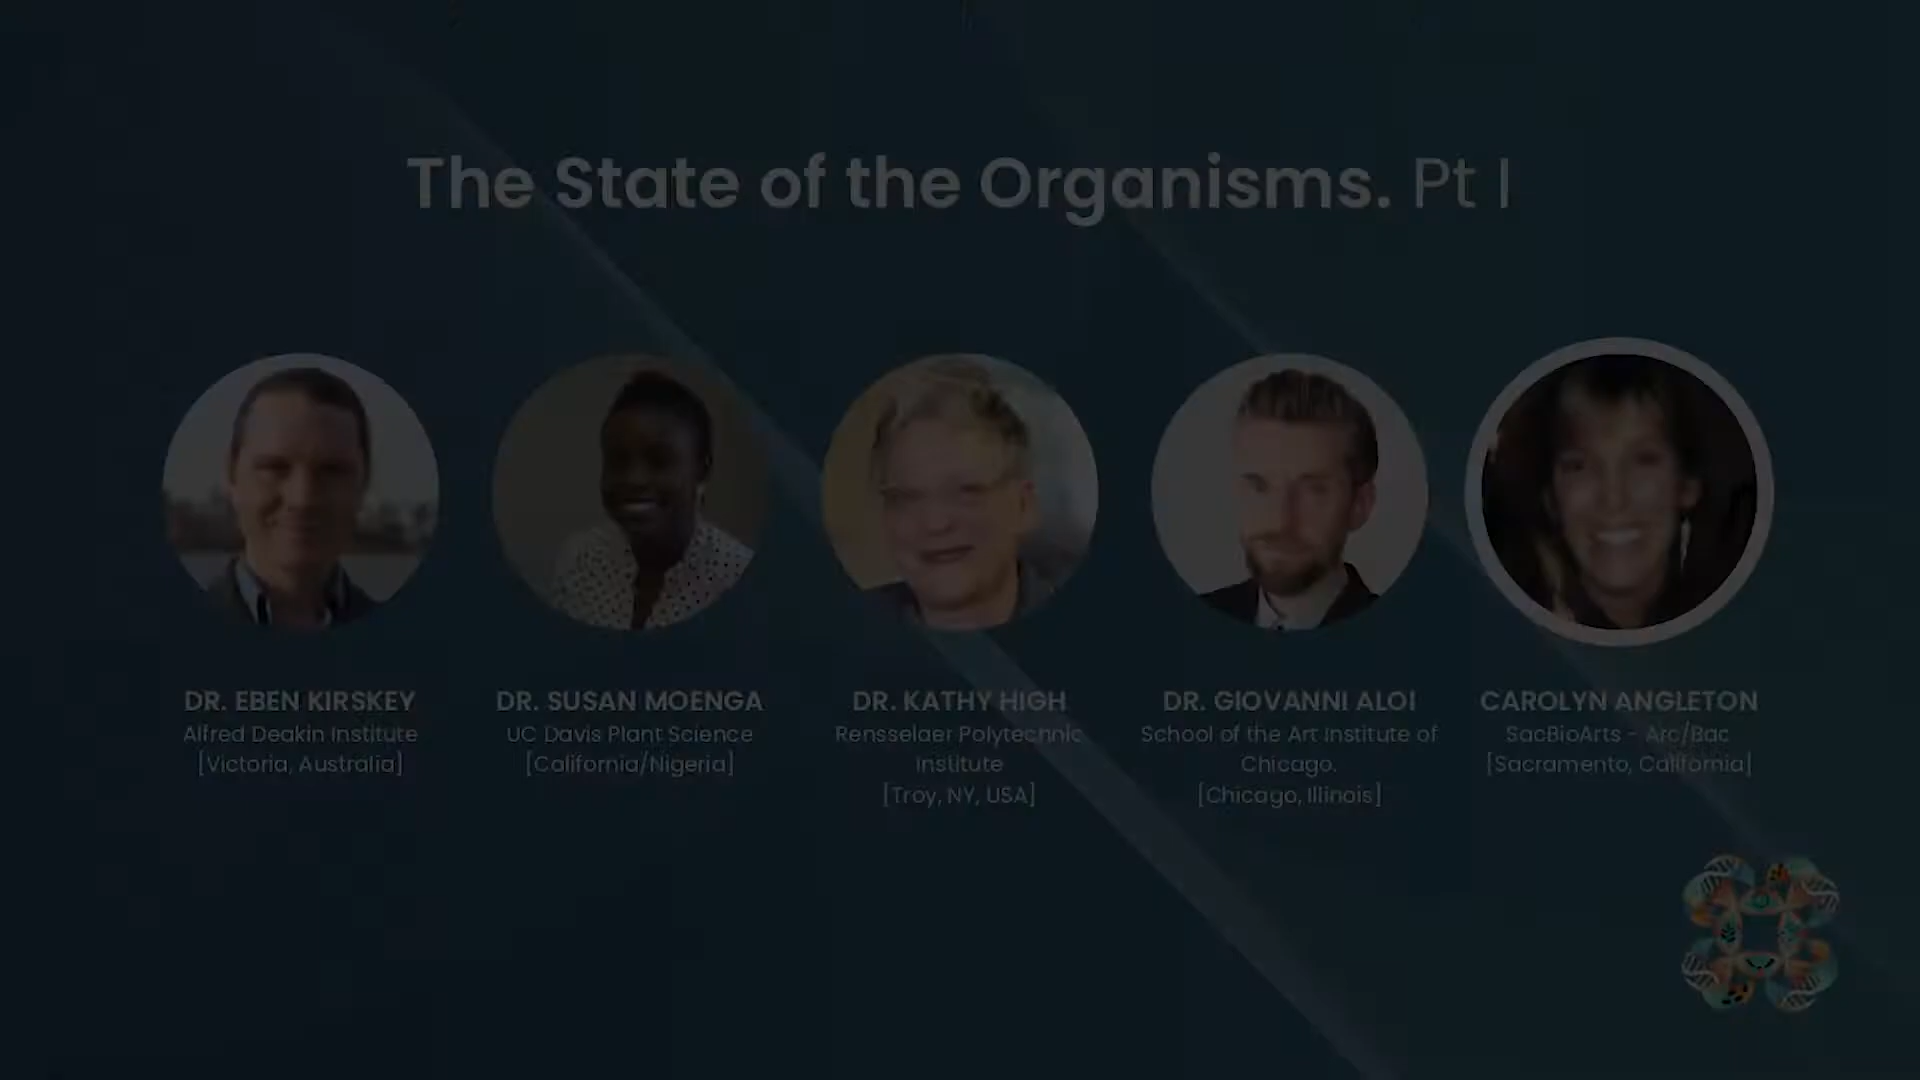 The State of the Organisms. Pt I
DR. EBEN KIRSKEY
Alfred Deakin Institute
[Victoria, Australia]
DR. SUSAN MOENGA
UC Davis Plant Science
[California/Nigeria]
DR. KATHY HIGH
Rensselaer Polytechnic
Institute
[Troy, NY, USA]
DR. GIOVANNI ALOI
School of the Art Institute of
Chicago.
[Chicago, Illinois]
CAROLYN ANGLETON
SacBioArts - Arc/Bac
[Sacramento, California]